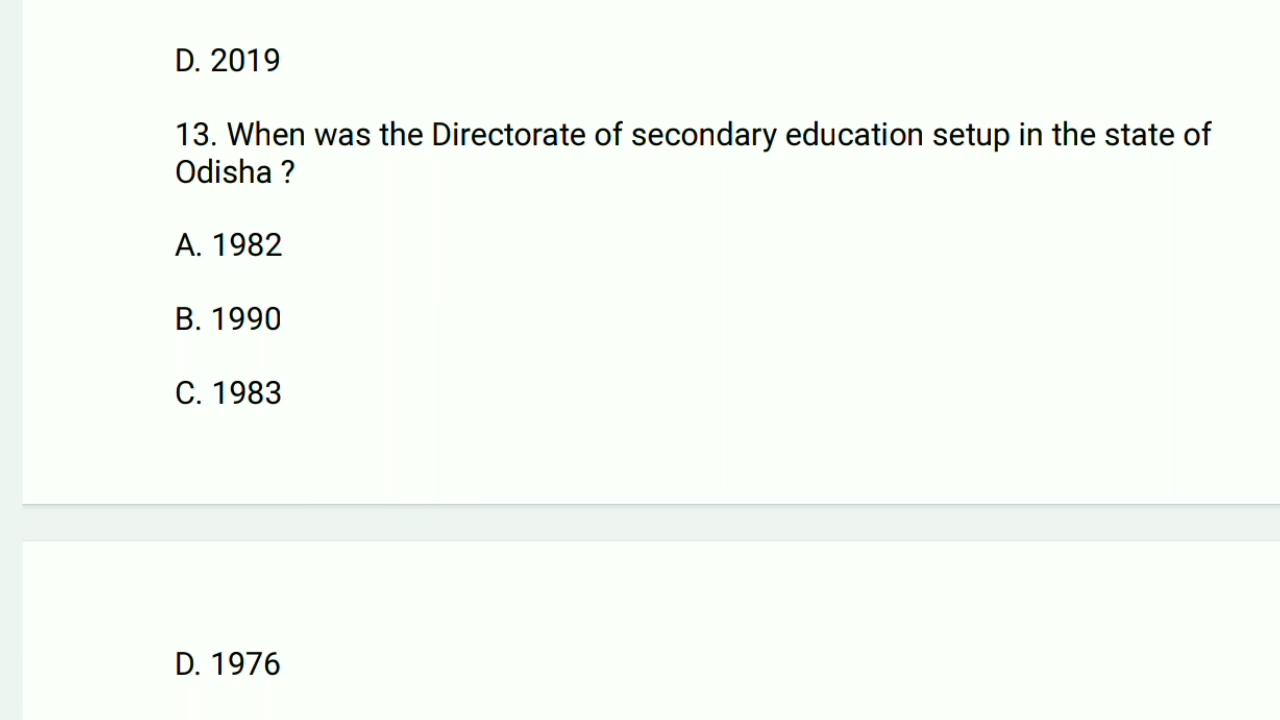 D. 2019
13. When was the Directorate of secondary education setup in the state of
Odisha ?
A. 1982
B. 1990
C. 1983
D. 1976